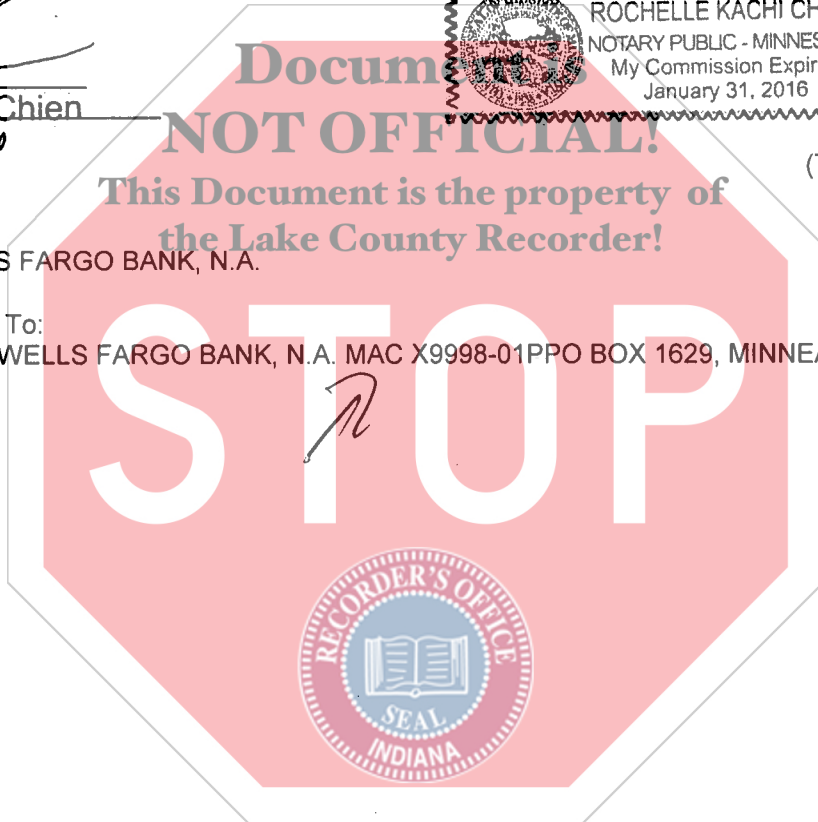 ROCHELLE KACHI CH
NOTARY PUBLIC - MINNES
My Commission Expir
January 31, 2016
Chien
Document is
NOT OFFICIAL!
This Document is the property of
the Lake County Recorder!
S FARGO BANK, N.A.
To:
WELLS FARGO BANK, N.A. MAC X9998-01PPO BOX 1629, MINNEA
STOP
RECORDER'S OFFICE
SEAL
INDIANA